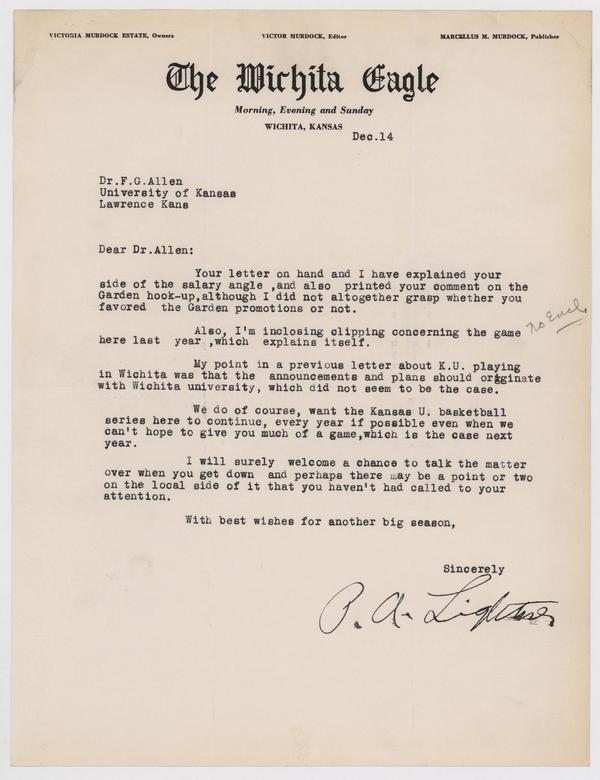 VICTORIA MURDOCK ESTATE, Owners VICTOR MURDOCK, Editor MARCELLUS M. MURDOCK, Publisher
The Wichita Eagle
Morning, Evening and Sunday
WICHITA, KANSAS
Dec.14
Dr.F.G.Allen
University of Kansas
Lawrence Kans
Dear Dr.Allen:
Your letter on hand and I have explained your
side of the salary angle ,and also printed your comment on the
Garden hook-up,although I did not altogether grasp whether you
favored the Garden promotions or not.
no Encl.
Also, I'm inclosing clipping concerning the game
here last year ,which explains itself.
My point in a previous letter about K.U. playing
in Wichita was that the announcements and plans should originate
with Wichita university, which did not seem to be the case.
We do of course, want the Kansas U. basketball
series here to continue, every year if possible even when we
can't hope to give you much of a game,which is the case next
year.
I will surely welcome a chance to talk the matter
over when you get down and perhaps there may be a point or two
on the local side of it that you haven't had called to your
attention.
With best wishes for another big season,
Sincerely
P. A. Lightner